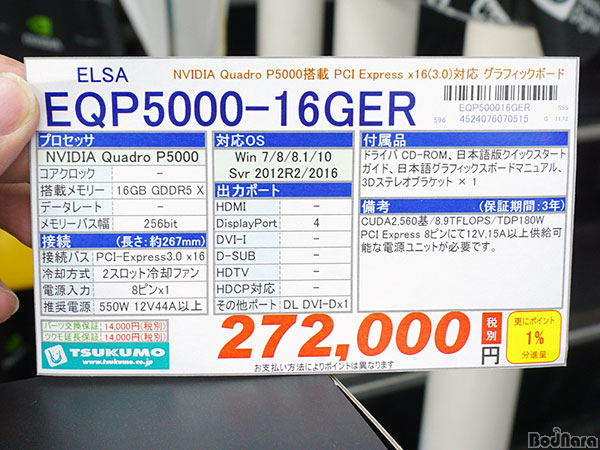 ELSA
NVIDIA Quadro P5000搭載 PCI Express x16(3.0)対応 グラフィックボード
EQP5000-16GER
EQP500016GER
SSS
596
4524076070515
G
プロセッサ
NVIDIA Quadro P5000
コアクロック －
搭載メモリー 16GB GDDR5 X
データレート －
メモリーバス幅 256bit
接続 (長さ：約267mm)
接続バス PCI-Express3.0 x16
冷却方式 2スロット冷却ファン
電源入力 8ピンx1
推奨電源 550W 12V44A以上
対応OS
Win 7/8/8.1/10
Svr 2012R2/2016
出力ポート
HDMI －
DisplayPort 4
DVI-I －
D-SUB －
HDTV －
HDCP対応 －
その他ポート DL DVI-Dx1
付属品
ドライバ CD-ROM、日本語版クイックスタート
ガイド、日本語グラフィックスボードマニュアル、
3Dステレオブラケット × 1
備考 (保証期間：3年)
CUDA2,560基/8.9TFLOPS/TDP180W
PCI Express 8ピンにて12V,15A以上供給可
能な電源ユニットが必要です。
パーツ交換保証 14,000円(税別)
ツクモ延長保証 14,000円(税別)
TSUKUMO
www.tsukumo.co.jp
272,000
税別
円
更にポイント
1%
分進呈
お支払い方法によりポイントは異なります
BodNara